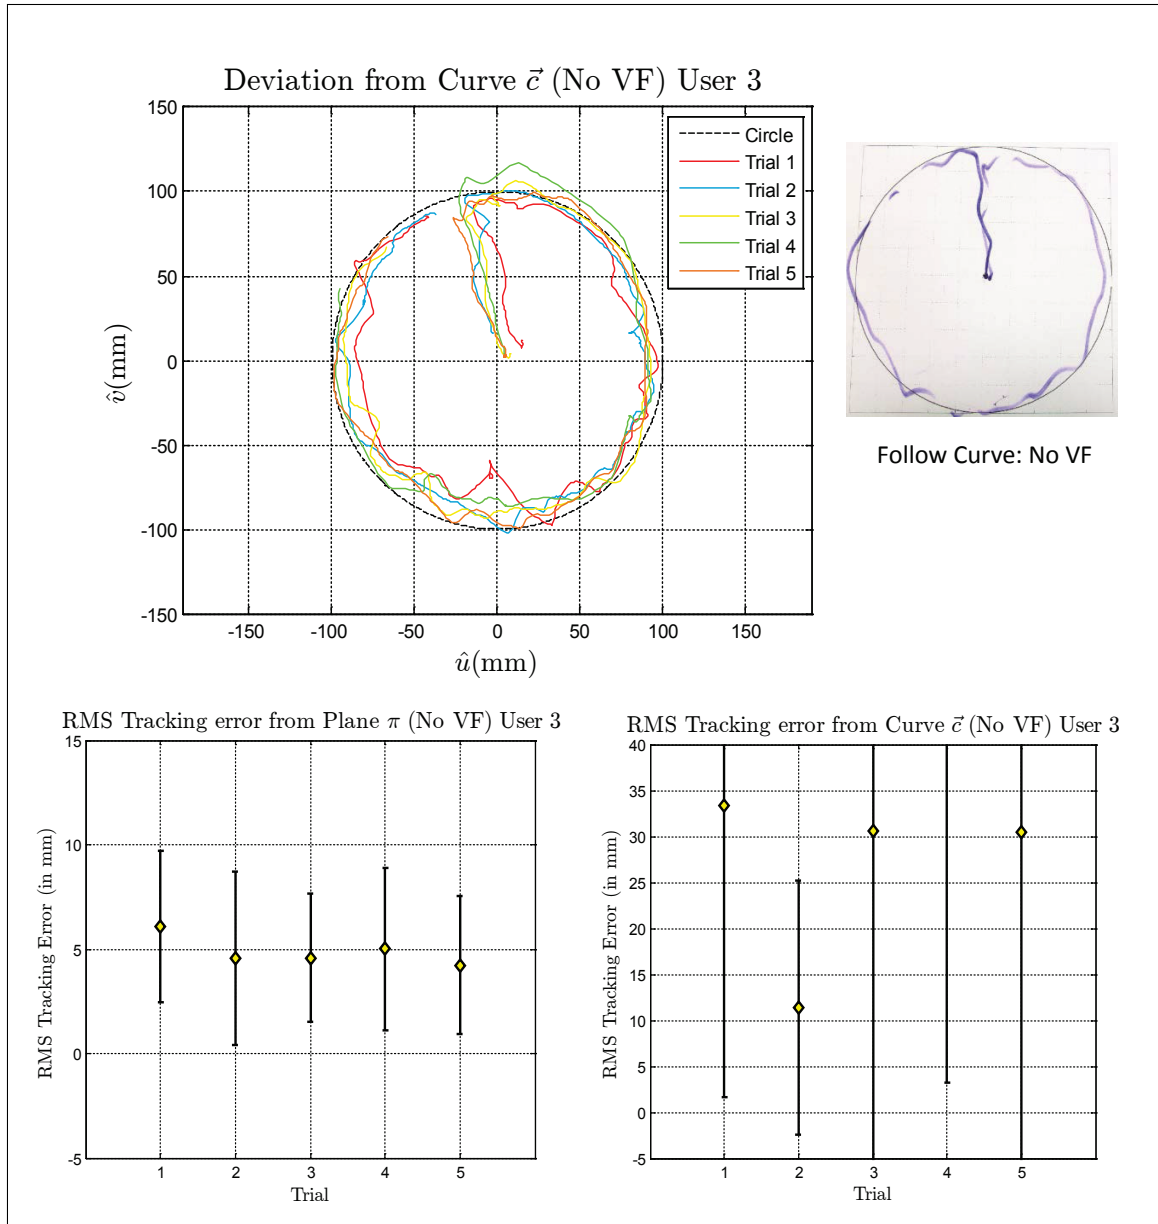 Deviation from Curve $\vec{c}$ (No VF) User 3
150
100
50
0
-50
-100
-150
-150
-100
-50
0
50
100
150
v̂(mm)
û(mm)
Circle
Trial 1
Trial 2
Trial 3
Trial 4
Trial 5
Follow Curve: No VF
RMS Tracking error from Plane π (No VF) User 3
15
10
5
0
-5
1
2
3
4
5
RMS Tracking Error (in mm)
Trial
RMS Tracking error from Curve $\vec{c}$ (No VF) User 3
40
35
30
25
20
15
10
5
0
-5
1
2
3
4
5
RMS Tracking Error (in mm)
Trial